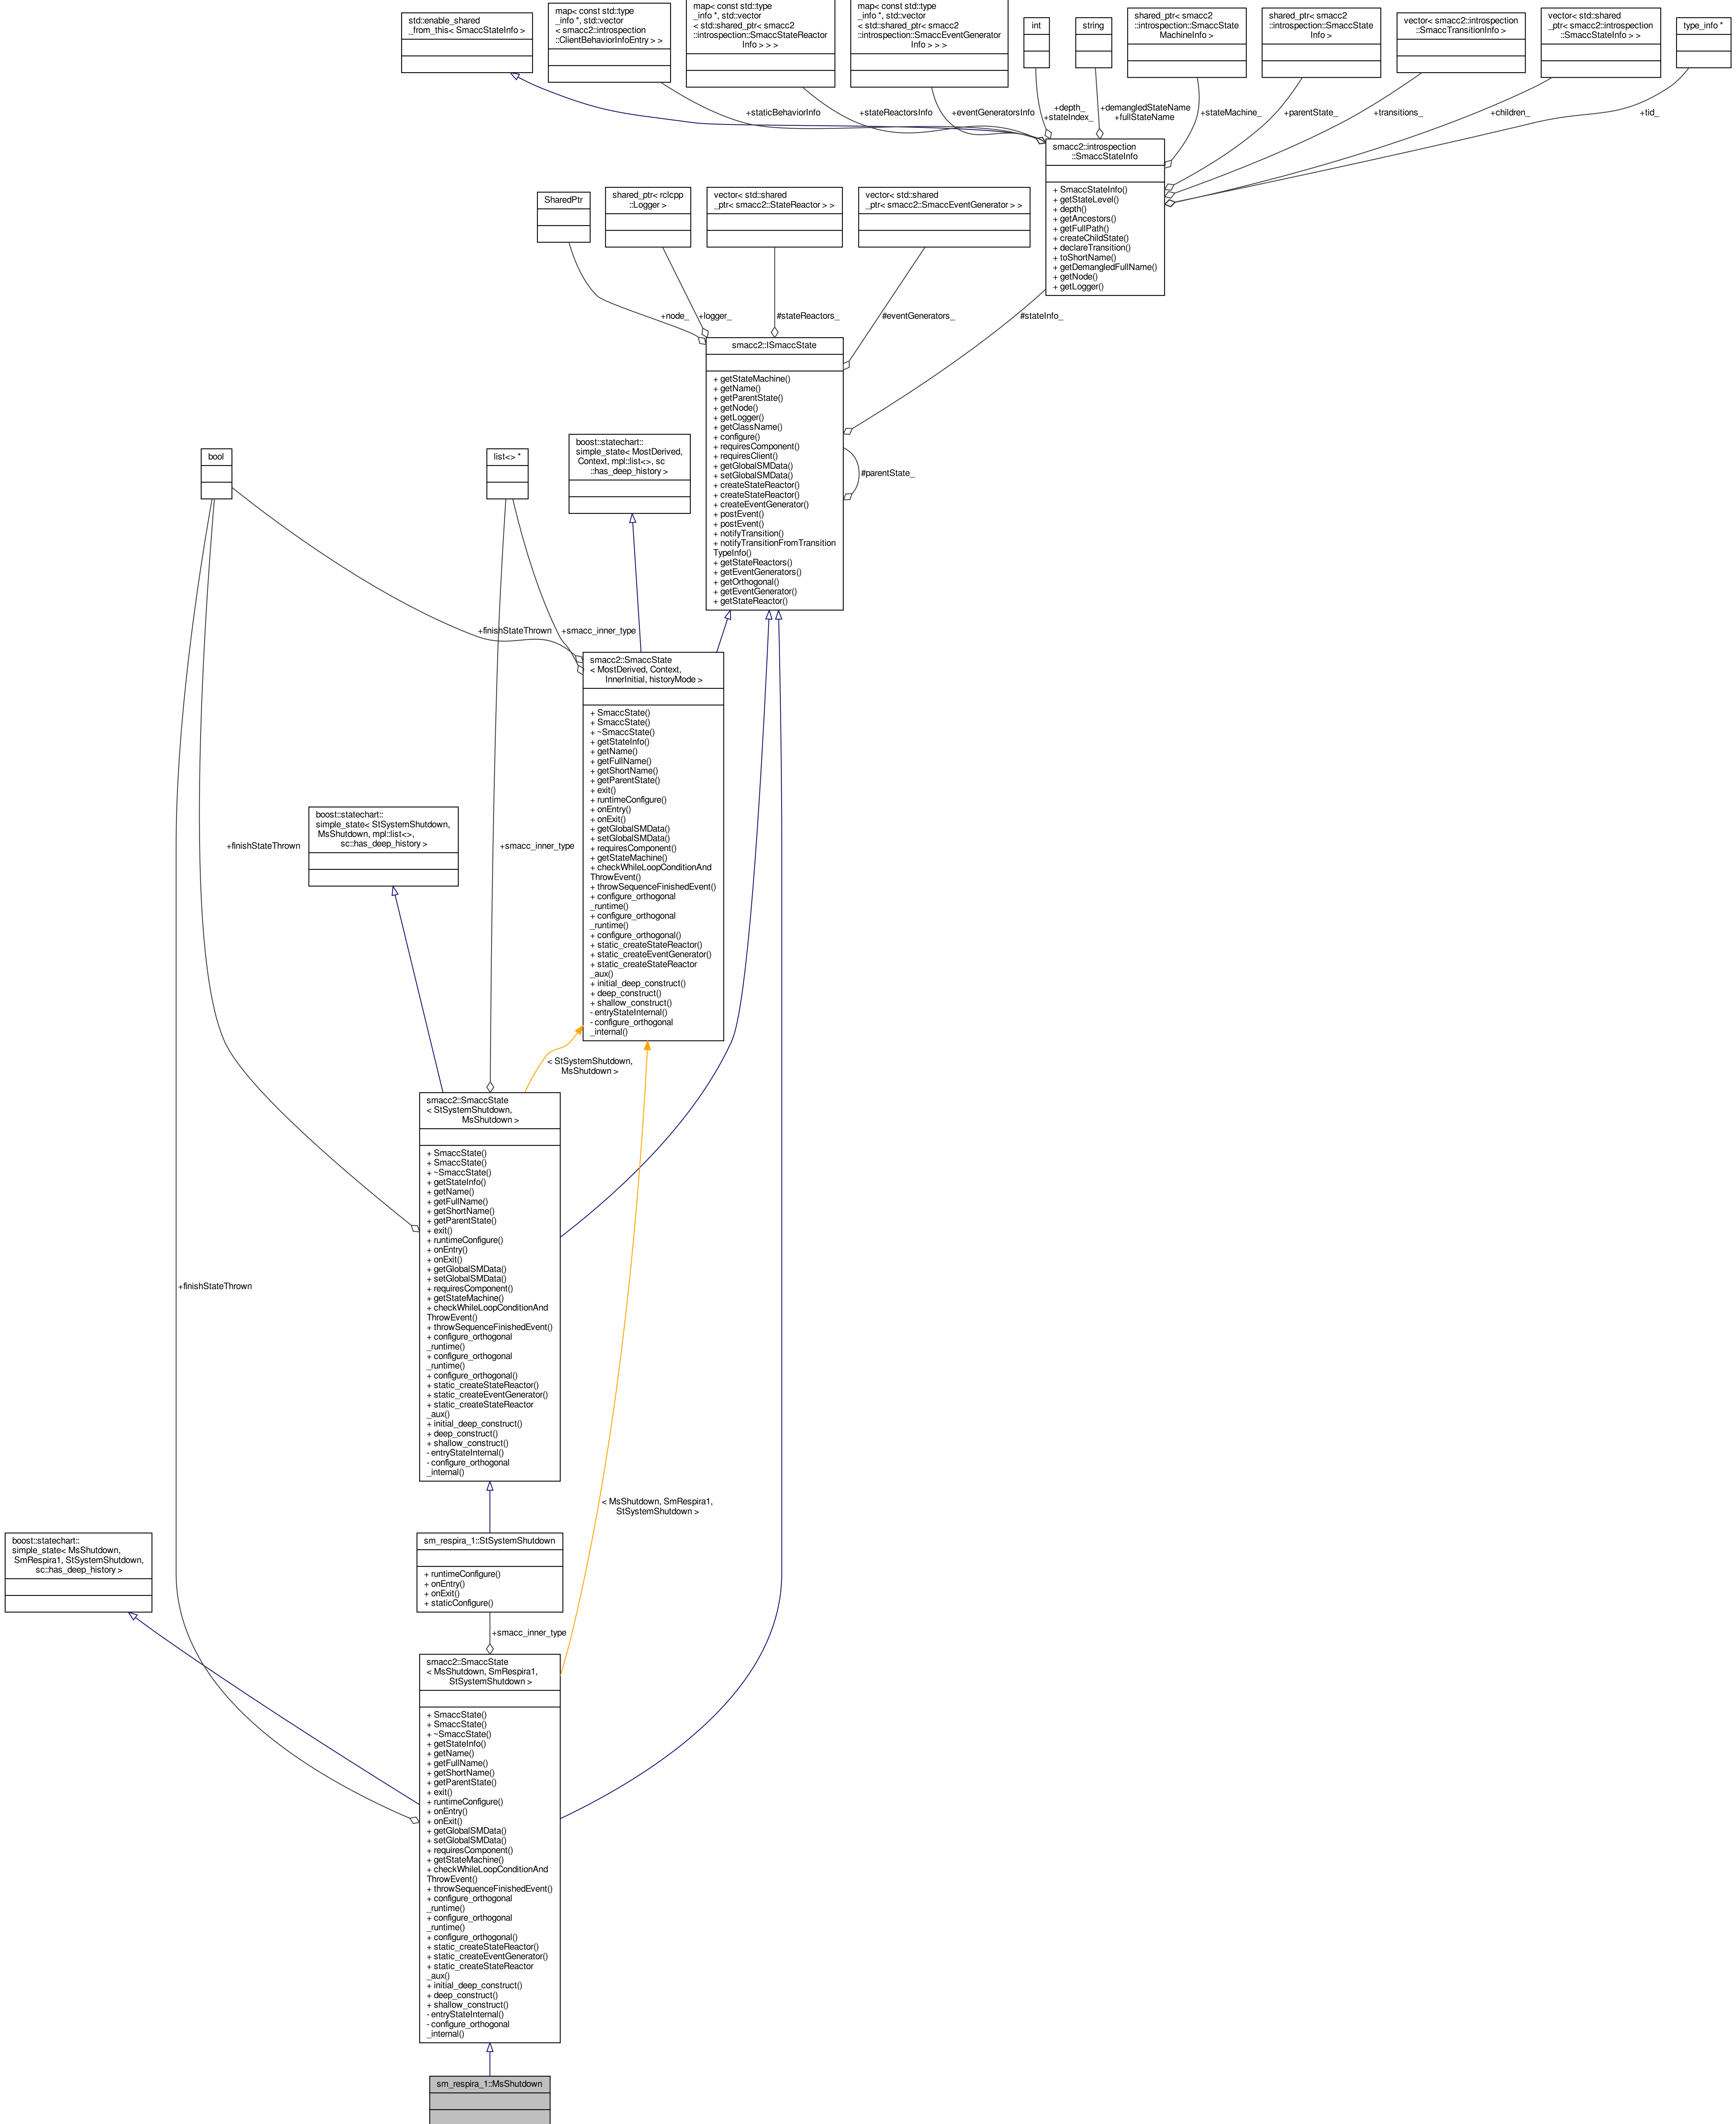 std::enable_shared
_from_this< SmaccStateInfo >
map< const std::type
_info *, std::vector
< smacc2::introspection
::ClientBehaviorInfoEntry > >
map< const std::type
_info *, std::vector
< std::shared_ptr< smacc2
::introspection::SmaccStateReactor
Info > > >
map< const std::type
_info *, std::vector
< std::shared_ptr< smacc2
::introspection::SmaccEventGenerator
Info > > >
int
string
shared_ptr< smacc2
::introspection::SmaccState
MachineInfo >
shared_ptr< smacc2
::introspection::SmaccState
Info >
vector< smacc2::introspection
::SmaccTransitionInfo >
vector< std::shared
_ptr< smacc2::introspection
::SmaccStateInfo > >
type_info *
+staticBehaviorInfo
+stateReactorsInfo
+eventGeneratorsInfo
+depth_
+stateIndex_
+demangledStateName
+fullStateName
+stateMachine_
+parentState_
+transitions_
+children_
+tid_
smacc2::introspection
::SmaccStateInfo
+ SmaccStateInfo()
+ getStateLevel()
+ depth()
+ getAncestors()
+ getFullPath()
+ createChildState()
+ declareTransition()
+ toShortName()
+ getDemangledFullName()
+ getNode()
+ getLogger()
SharedPtr
shared_ptr< rclcpp
::Logger >
vector< std::shared
_ptr< smacc2::StateReactor > >
vector< std::shared
_ptr< smacc2::SmaccEventGenerator > >
+node_
+logger_
#stateReactors_
#eventGenerators_
#stateInfo_
smacc2::ISmaccState
+ getStateMachine()
+ getName()
+ getParentState()
+ getNode()
+ getLogger()
+ getClassName()
+ configure()
+ requiresComponent()
+ requiresClient()
+ getGlobalSMData()
+ setGlobalSMData()
+ createStateReactor()
+ createStateReactor()
+ createEventGenerator()
+ postEvent()
+ postEvent()
+ notifyTransition()
+ notifyTransitionFromTransition
TypeInfo()
+ getStateReactors()
+ getEventGenerators()
+ getOrthogonal()
+ getEventGenerator()
+ getStateReactor()
#parentState_
bool
list<> *
boost::statechart::
simple_state< MostDerived,
Context, mpl::list<>, sc
::has_deep_history >
+finishStateThrown
+smacc_inner_type
smacc2::SmaccState
< MostDerived, Context,
InnerInitial, historyMode >
+ SmaccState()
+ SmaccState()
+ ~SmaccState()
+ getStateInfo()
+ getName()
+ getFullName()
+ getShortName()
+ getParentState()
+ exit()
+ runtimeConfigure()
+ onEntry()
+ onExit()
+ getGlobalSMData()
+ setGlobalSMData()
+ requiresComponent()
+ getStateMachine()
+ checkWhileLoopConditionAnd
ThrowEvent()
+ throwSequenceFinishedEvent()
+ configure_orthogonal
_runtime()
+ configure_orthogonal
_runtime()
+ configure_orthogonal()
+ static_createStateReactor()
+ static_createEventGenerator()
+ static_createStateReactor
_aux()
+ initial_deep_construct()
+ deep_construct()
+ shallow_construct()
- entryStateInternal()
- configure_orthogonal
_internal()
boost::statechart::
simple_state< StSystemShutdown,
MsShutdown, mpl::list<>,
sc::has_deep_history >
+finishStateThrown
+smacc_inner_type
< StSystemShutdown,
MsShutdown >
smacc2::SmaccState
< StSystemShutdown,
MsShutdown >
+ SmaccState()
+ SmaccState()
+ ~SmaccState()
+ getStateInfo()
+ getName()
+ getFullName()
+ getShortName()
+ getParentState()
+ exit()
+ runtimeConfigure()
+ onEntry()
+ onExit()
+ getGlobalSMData()
+ setGlobalSMData()
+ requiresComponent()
+ getStateMachine()
+ checkWhileLoopConditionAnd
ThrowEvent()
+ throwSequenceFinishedEvent()
+ configure_orthogonal
_runtime()
+ configure_orthogonal
_runtime()
+ configure_orthogonal()
+ static_createStateReactor()
+ static_createEventGenerator()
+ static_createStateReactor
_aux()
+ initial_deep_construct()
+ deep_construct()
+ shallow_construct()
- entryStateInternal()
- configure_orthogonal
_internal()
+finishStateThrown
< MsShutdown, SmRespira1,
StSystemShutdown >
boost::statechart::
simple_state< MsShutdown,
SmRespira1, StSystemShutdown,
sc::has_deep_history >
sm_respira_1::StSystemShutdown
+ runtimeConfigure()
+ onEntry()
+ onExit()
+ staticConfigure()
+smacc_inner_type
smacc2::SmaccState
< MsShutdown, SmRespira1,
StSystemShutdown >
+ SmaccState()
+ SmaccState()
+ ~SmaccState()
+ getStateInfo()
+ getName()
+ getFullName()
+ getShortName()
+ getParentState()
+ exit()
+ runtimeConfigure()
+ onEntry()
+ onExit()
+ getGlobalSMData()
+ setGlobalSMData()
+ requiresComponent()
+ getStateMachine()
+ checkWhileLoopConditionAnd
ThrowEvent()
+ throwSequenceFinishedEvent()
+ configure_orthogonal
_runtime()
+ configure_orthogonal
_runtime()
+ configure_orthogonal()
+ static_createStateReactor()
+ static_createEventGenerator()
+ static_createStateReactor
_aux()
+ initial_deep_construct()
+ deep_construct()
+ shallow_construct()
- entryStateInternal()
- configure_orthogonal
_internal()
sm_respira_1::MsShutdown